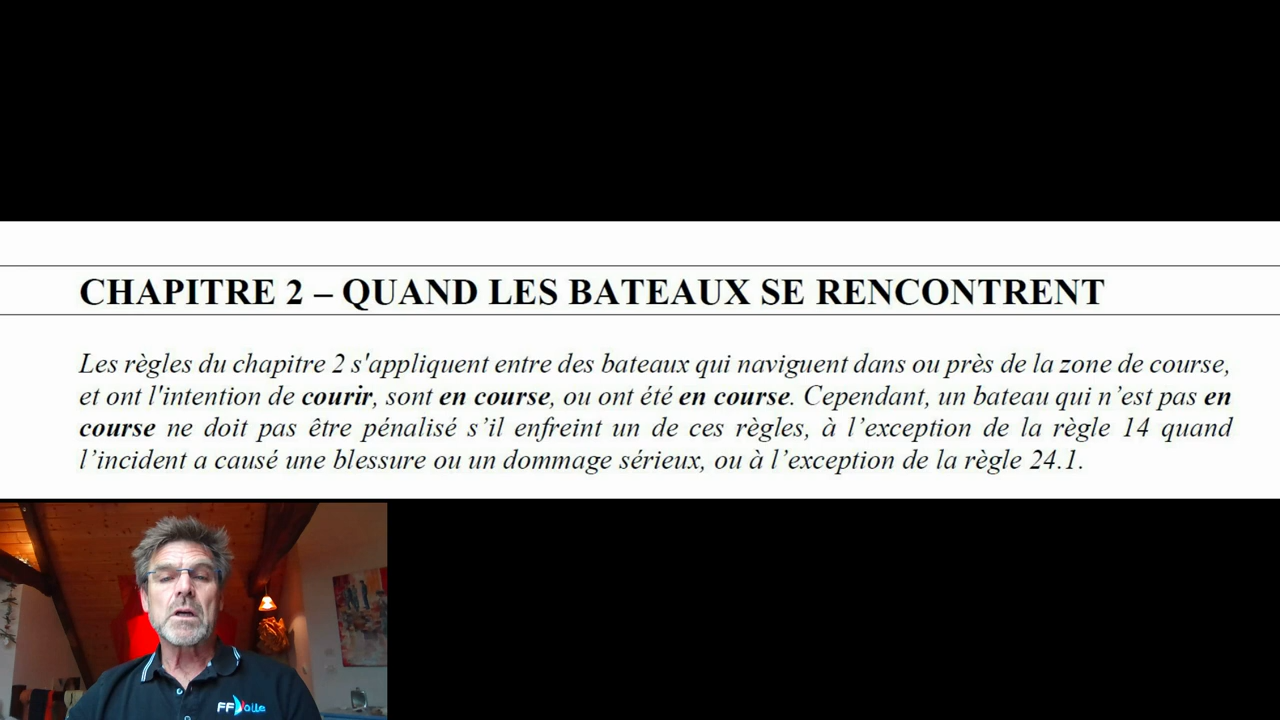 CHAPITRE 2 – QUAND LES BATEAUX SE RENCONTRENT
Les règles du chapitre 2 s'appliquent entre des bateaux qui naviguent dans ou près de la zone de course,
et ont l'intention de courir, sont en course, ou ont été en course. Cependant, un bateau qui n’est pas en
course ne doit pas être pénalisé s’il enfreint un de ces règles, à l’exception de la règle 14 quand
l’incident a causé une blessure ou un dommage sérieux, ou à l’exception de la règle 24.1.
FFVoile